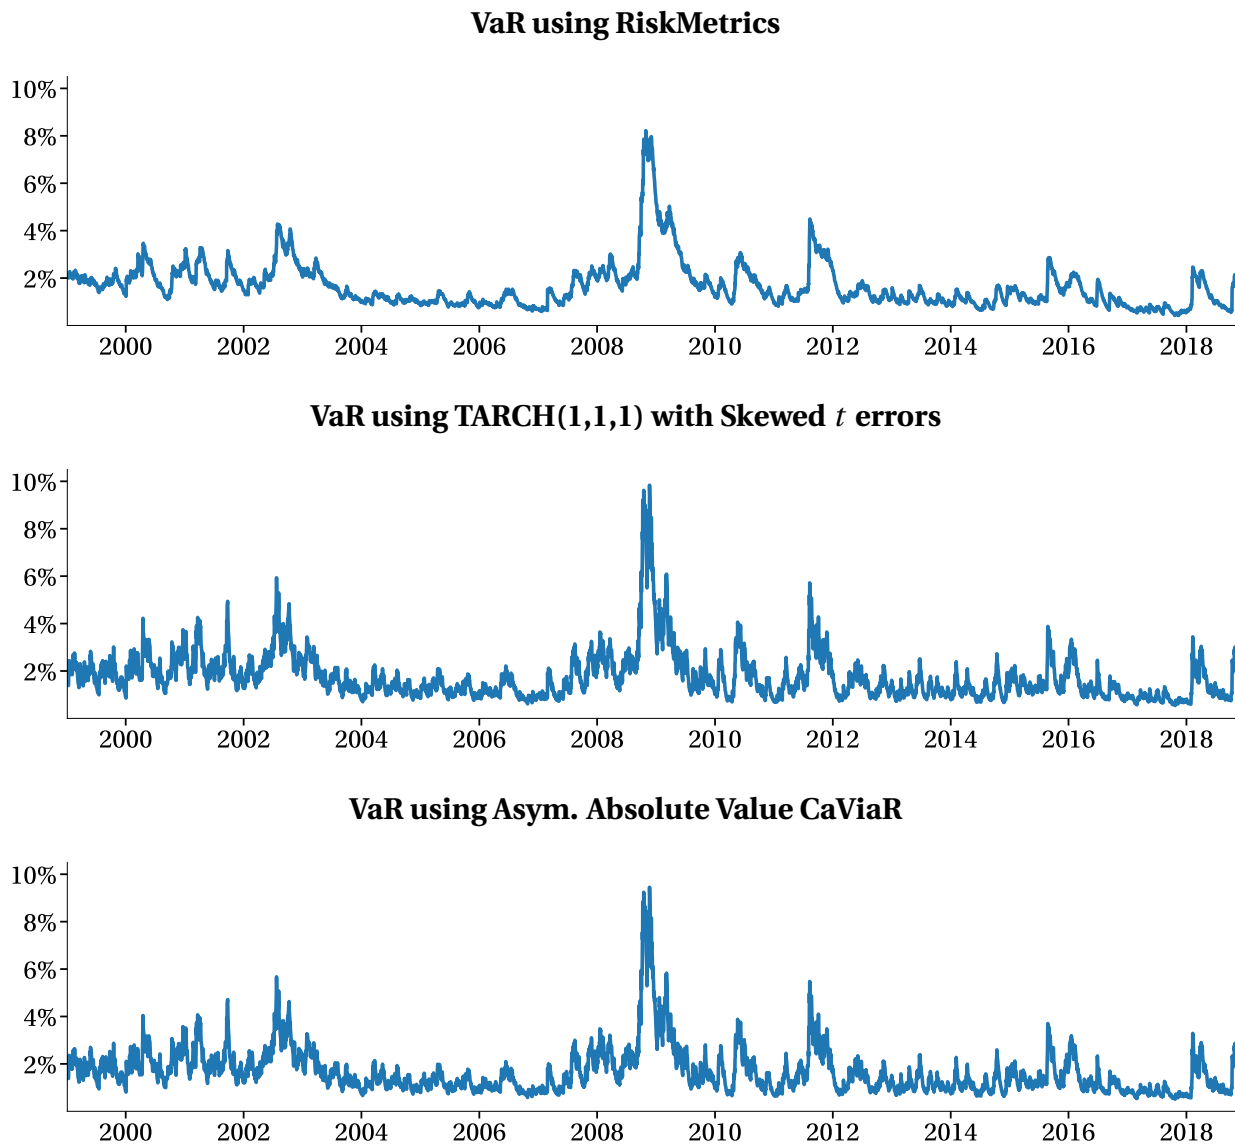 VaR using RiskMetrics
10%
8%
6%
4%
2%
2000 2002 2004 2006 2008 2010 2012 2014 2016 2018
VaR using TARCH(1,1,1) with Skewed t errors
10%
8%
6%
4%
2%
2000 2002 2004 2006 2008 2010 2012 2014 2016 2018
VaR using Asym. Absolute Value CaViaR
10%
8%
6%
4%
2%
2000 2002 2004 2006 2008 2010 2012 2014 2016 2018